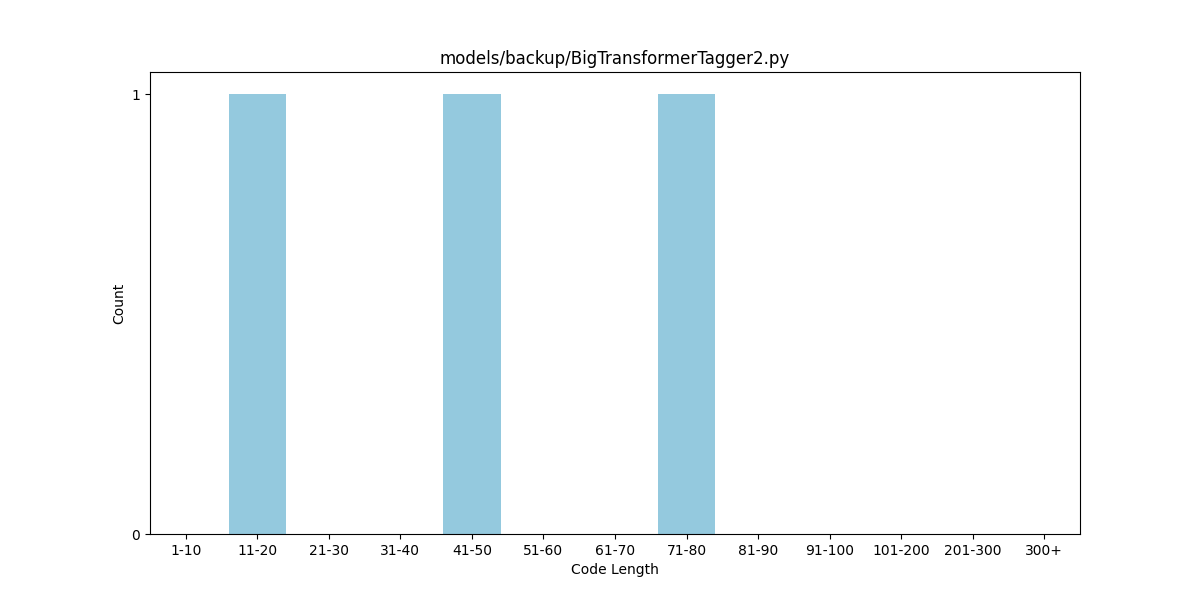 models/backup/BigTransformerTagger2.py
1
Count
0
1-10 11-20 21-30 31-40 41-50 51-60 61-70 71-80 81-90 91-100 101-200 201-300 300+
Code Length